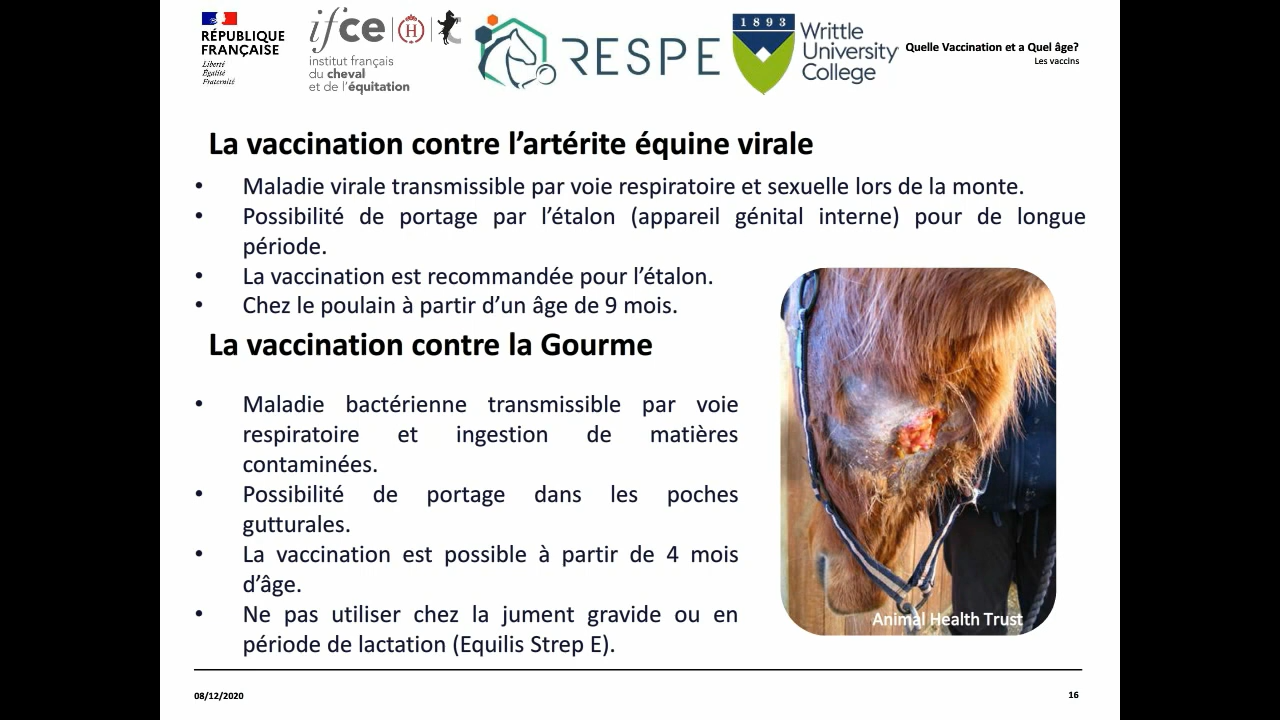 RÉPUBLIQUE
FRANÇAISE
Liberté
Égalité
Fraternité
ifce
H
institut français
du cheval
et de l'équitation
RESPE
1893
Writtle
University
College
Quelle Vaccination et a Quel âge?
Les vaccins
La vaccination contre l’artérite équine virale
• Maladie virale transmissible par voie respiratoire et sexuelle lors de la monte.
• Possibilité de portage par l’étalon (appareil génital interne) pour de longue
période.
• La vaccination est recommandée pour l’étalon.
• Chez le poulain à partir d’un âge de 9 mois.
La vaccination contre la Gourme
• Maladie bactérienne transmissible par voie
respiratoire et ingestion de matières
contaminées.
• Possibilité de portage dans les poches
gutturales.
• La vaccination est possible à partir de 4 mois
d’âge.
• Ne pas utiliser chez la jument gravide ou en
période de lactation (Equilis Strep E).
Animal Health Trust
08/12/2020
16